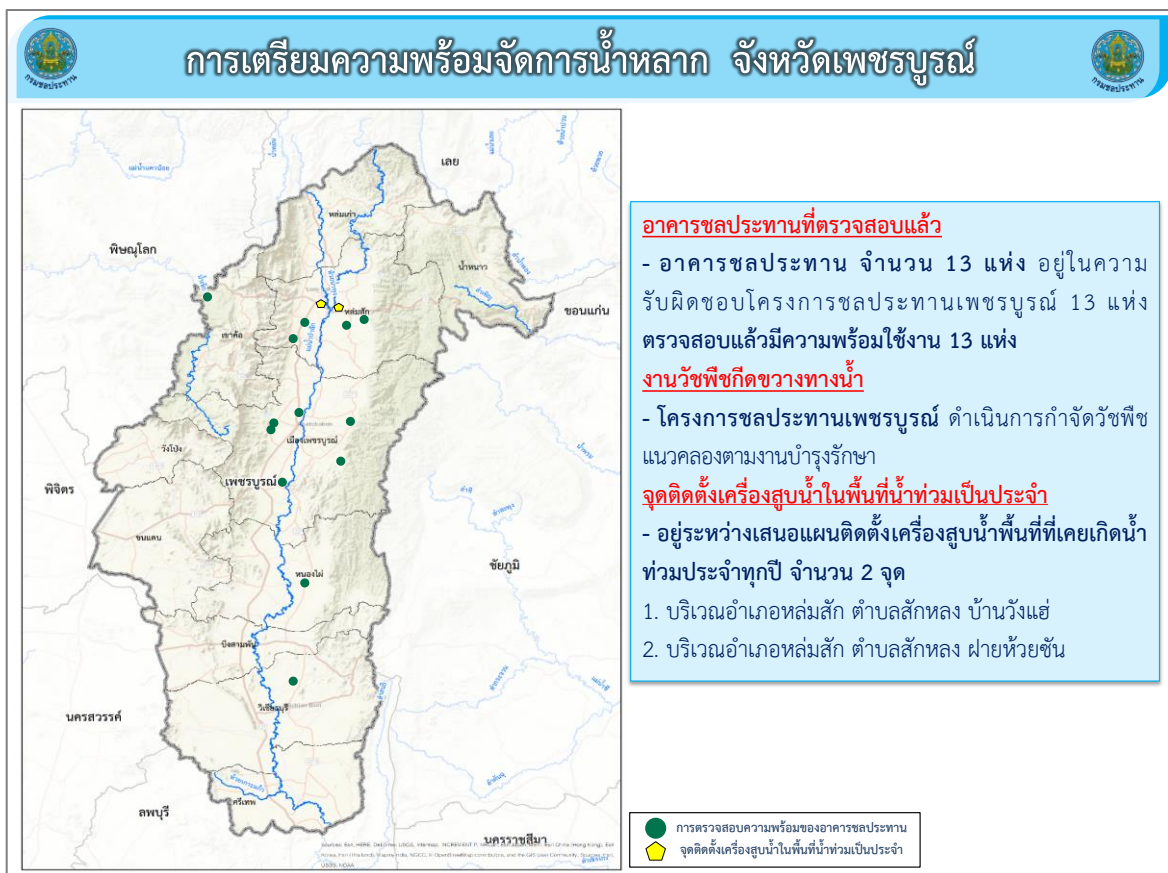 การเตรียมความพร้อมจัดการน้ำหลาก จังหวัดเพชรบูรณ์
กรมชลประทาน
กรมชลประทาน
เลย
หล่มเก่า
พิษณุโลก
น้ำหนาว
ขอนแก่น
หล่มสัก
เขาค้อ
แม่น้ำป่าสัก
เมืองเพชรบูรณ์
วังโป่ง
พิจิตร
เพชรบูรณ์
ชนแดน
ชัยภูมิ
หนองไผ่
บึงสามพัน
นครสวรรค์
วิเชียรบุรี
ศรีเทพ
ลพบุรี
นครราชสีมา
อาคารชลประทานที่ตรวจสอบแล้ว
- อาคารชลประทาน จำนวน 13 แห่ง อยู่ในความ
รับผิดชอบโครงการชลประทานเพชรบูรณ์ 13 แห่ง
ตรวจสอบแล้วมีความพร้อมใช้งาน 13 แห่ง
งานวัชพืชกีดขวางทางน้ำ
- โครงการชลประทานเพชรบูรณ์ ดำเนินการกำจัดวัชพืช
แนวคลองตามงานบำรุงรักษา
จุดติดตั้งเครื่องสูบน้ำในพื้นที่น้ำท่วมเป็นประจำ
- อยู่ระหว่างเสนอแผนติดตั้งเครื่องสูบน้ำพื้นที่ที่เคยเกิดน้ำ
ท่วมประจำทุกปี จำนวน 2 จุด
1. บริเวณอำเภอหล่มสัก ตำบลสักหลง บ้านวังแฮ่
2. บริเวณอำเภอหล่มสัก ตำบลสักหลง ฝายห้วยซัน
การตรวจสอบความพร้อมของอาคารชลประทาน
จุดติดตั้งเครื่องสูบน้ำในพื้นที่น้ำท่วมเป็นประจำ